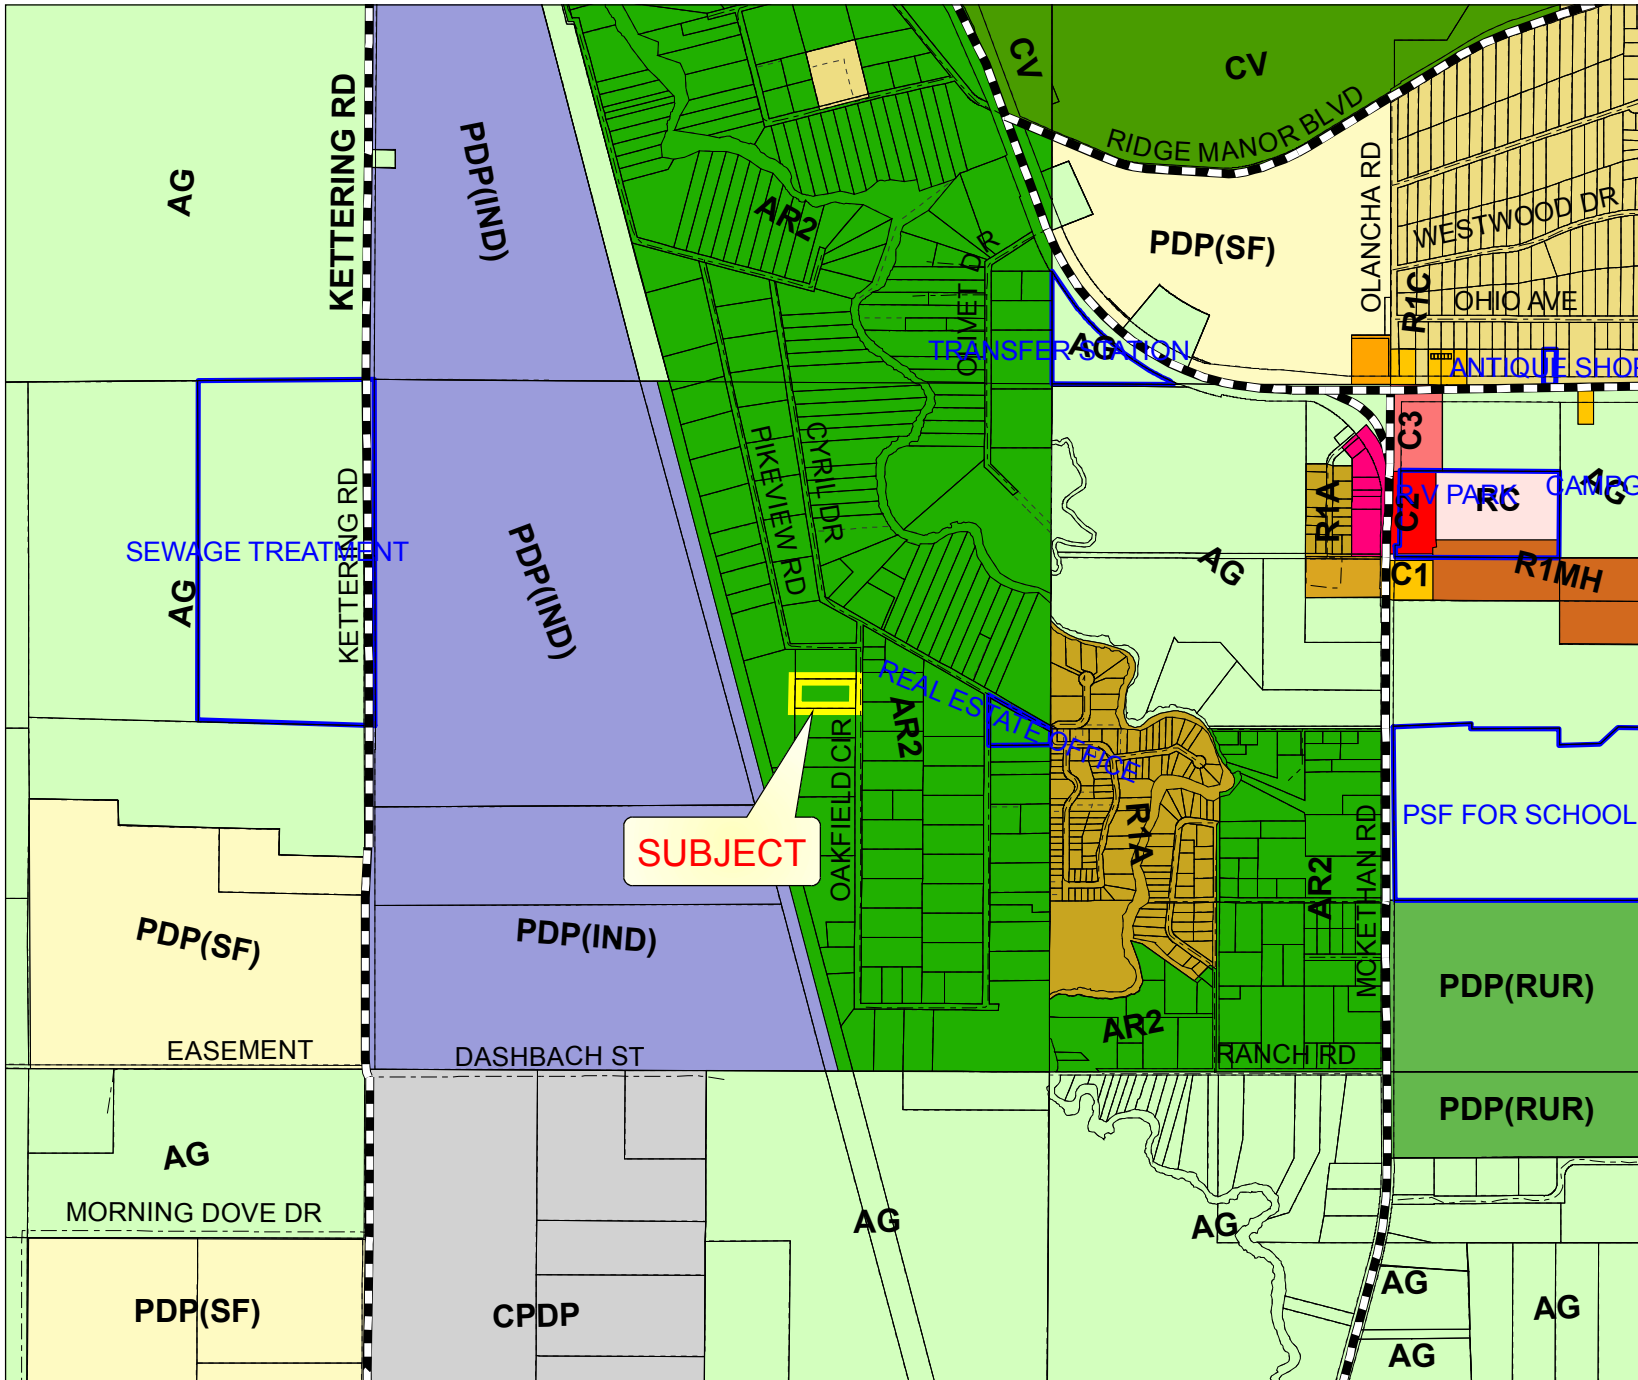 CV
CV
KETTERING RD
RIDGE MANOR BLVD
AG
PDP(IND)
OLANCHA RD
AR2
WESTWOOD DR
PDP(SF)
OLIVET DR
R1C
OHIO AVE
TRANSFER STATION
AG
ANTIQUE SHOP
C3
PIKEVIEW RD
CYRIL DR
KETTERING RD
R1A
R V PARK
RC
CAMPG
AG
C2
SEWAGE TREATMENT
PDP(IND)
AG
AG
C1
R1MH
REAL ESTATE OFFICE
AR2
OAKFIELD CIR
SUBJECT
R1A
PSF FOR SCHOOL
MCKETHAN RD
AR2
PDP(SF)
PDP(IND)
PDP(RUR)
AR2
EASEMENT
DASHBACH ST
RANCH RD
PDP(RUR)
AG
MORNING DOVE DR
AG
AG
PDP(SF)
CPDP
AG
AG
AG